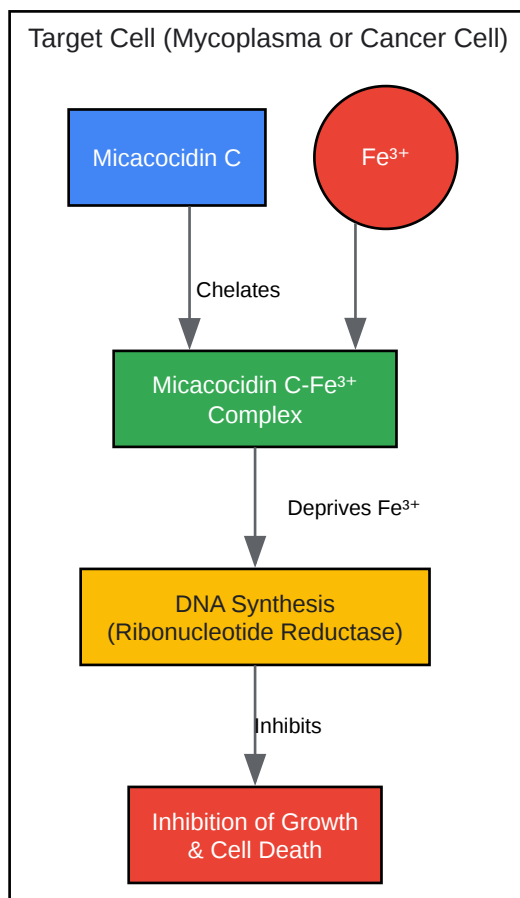 Target Cell (Mycoplasma or Cancer Cell)
Micacocidin C
Fe³⁺
Chelates
Micacocidin C-Fe³⁺
Complex
Deprives Fe³⁺
DNA Synthesis
(Ribonucleotide Reductase)
Inhibits
Inhibition of Growth
& Cell Death